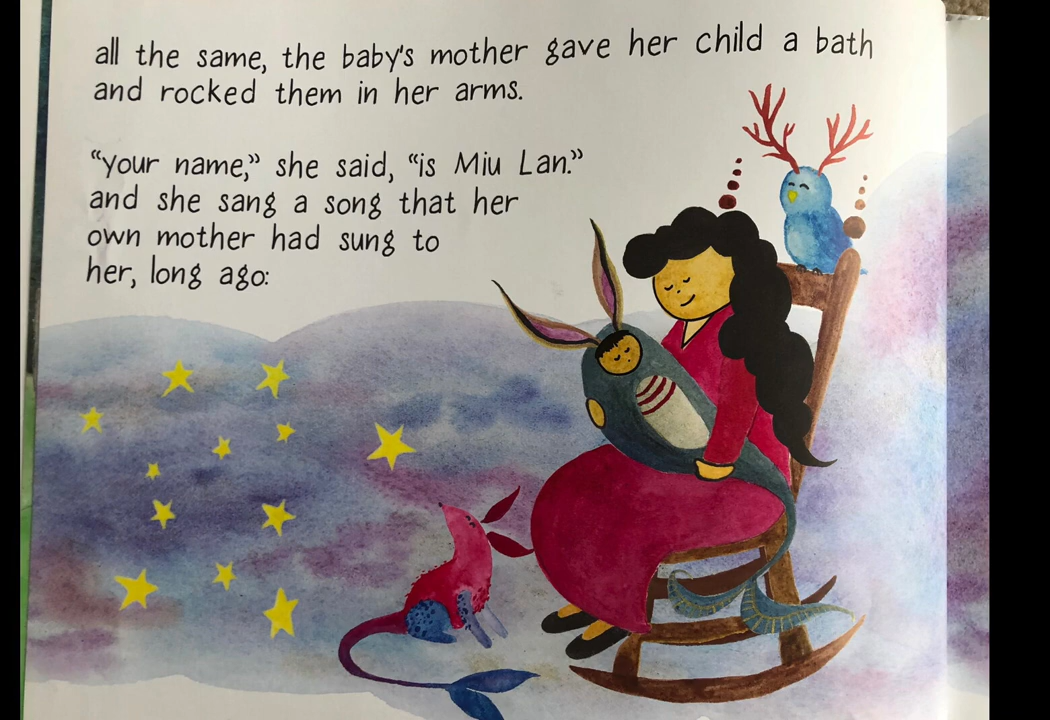 all the same, the baby's mother gave her child a bath
and rocked them in her arms.
“your name,” she said, “is Miu Lan.”
and she sang a song that her
own mother had sung to
her, long ago: